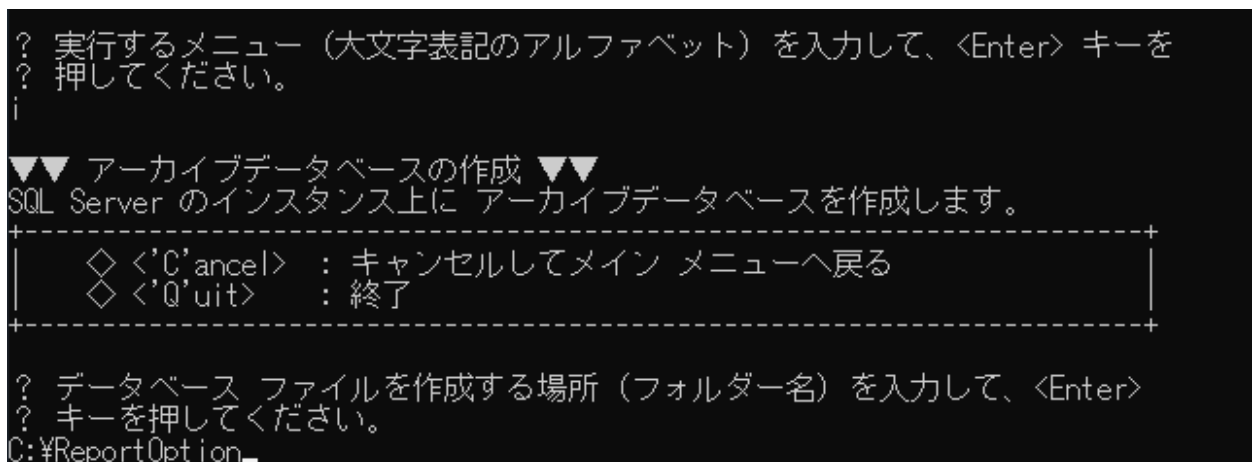 ? 実行するメニュー（大文字表記のアルファベット）を入力して、<Enter> キーを
? 押してください。
i
▼▼ アーカイブデータベースの作成 ▼▼
SQL Server のインスタンス上に アーカイブデータベースを作成します。
+----------------------------------------------------------------------+
| ◇ <'C'ancel> : キャンセルしてメイン メニューへ戻る |
| ◇ <'Q'uit> : 終了 |
+----------------------------------------------------------------------+
? データベース ファイルを作成する場所（フォルダー名）を入力して、<Enter>
? キーを押してください。
C:¥ReportOption_